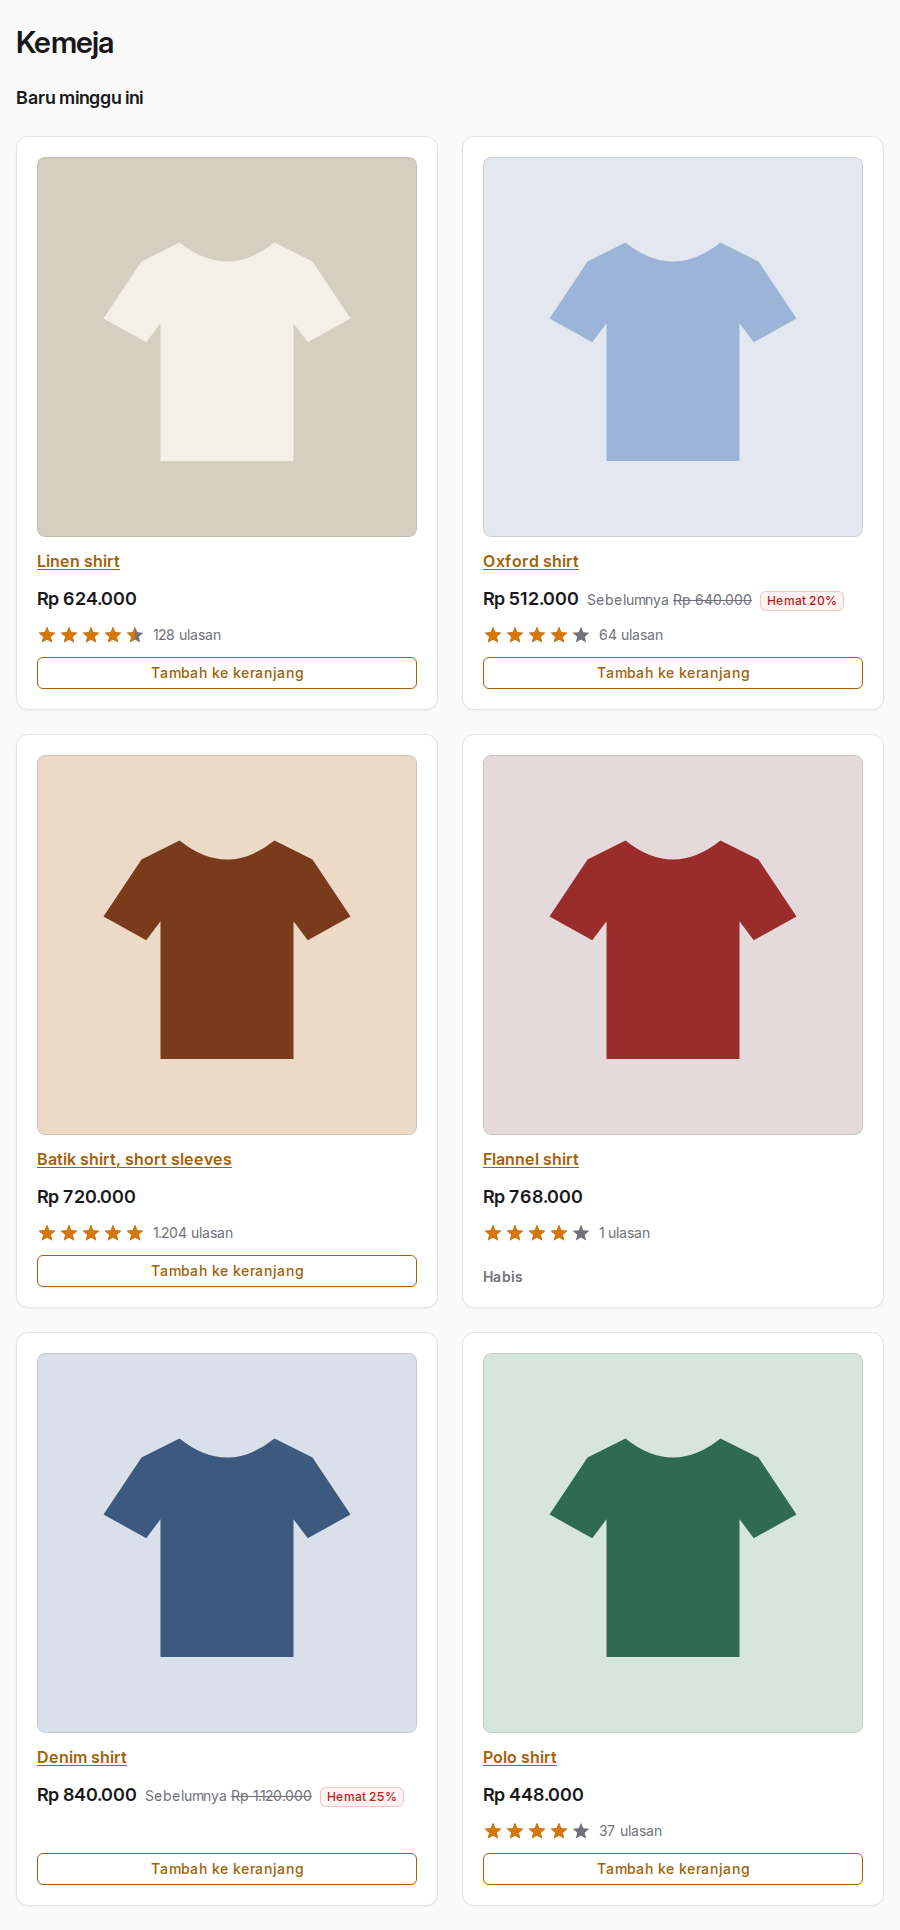 Kemeja
Baru minggu ini
Linen shirt
Rp 624.000
128 ulasan
Tambah ke keranjang
Oxford shirt
Rp 512.000 Sebelumnya Rp 640.000 Hemat 20%
64 ulasan
Tambah ke keranjang
Batik shirt, short sleeves
Rp 720.000
1.204 ulasan
Tambah ke keranjang
Flannel shirt
Rp 768.000
1 ulasan
Habis
Denim shirt
Rp 840.000 Sebelumnya Rp 1.120.000 Hemat 25%
Tambah ke keranjang
Polo shirt
Rp 448.000
37 ulasan
Tambah ke keranjang